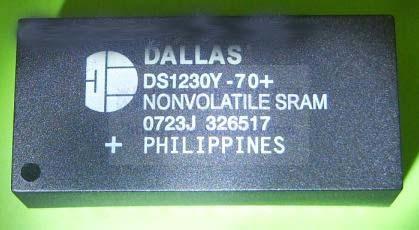 DALLAS
DS1230Y-70+
NONVOLATILE SRAM
0723J 326517
+ PHILIPPINES